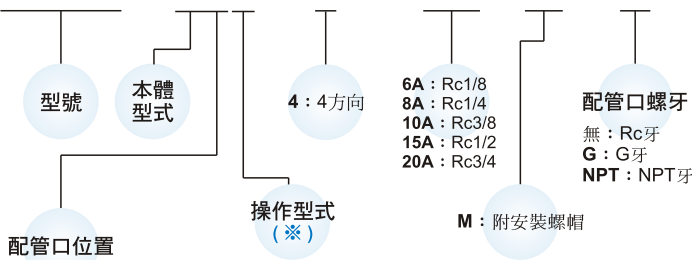 型號
本體
型式
4：4方向
6A：Rc1/8
8A：Rc1/4
10A：Rc3/8
15A：Rc1/2
20A：Rc3/4
配管口螺牙
無：Rc牙
G：G牙
NPT：NPT牙
配管口位置
操作型式
(※)
M：附安裝螺帽